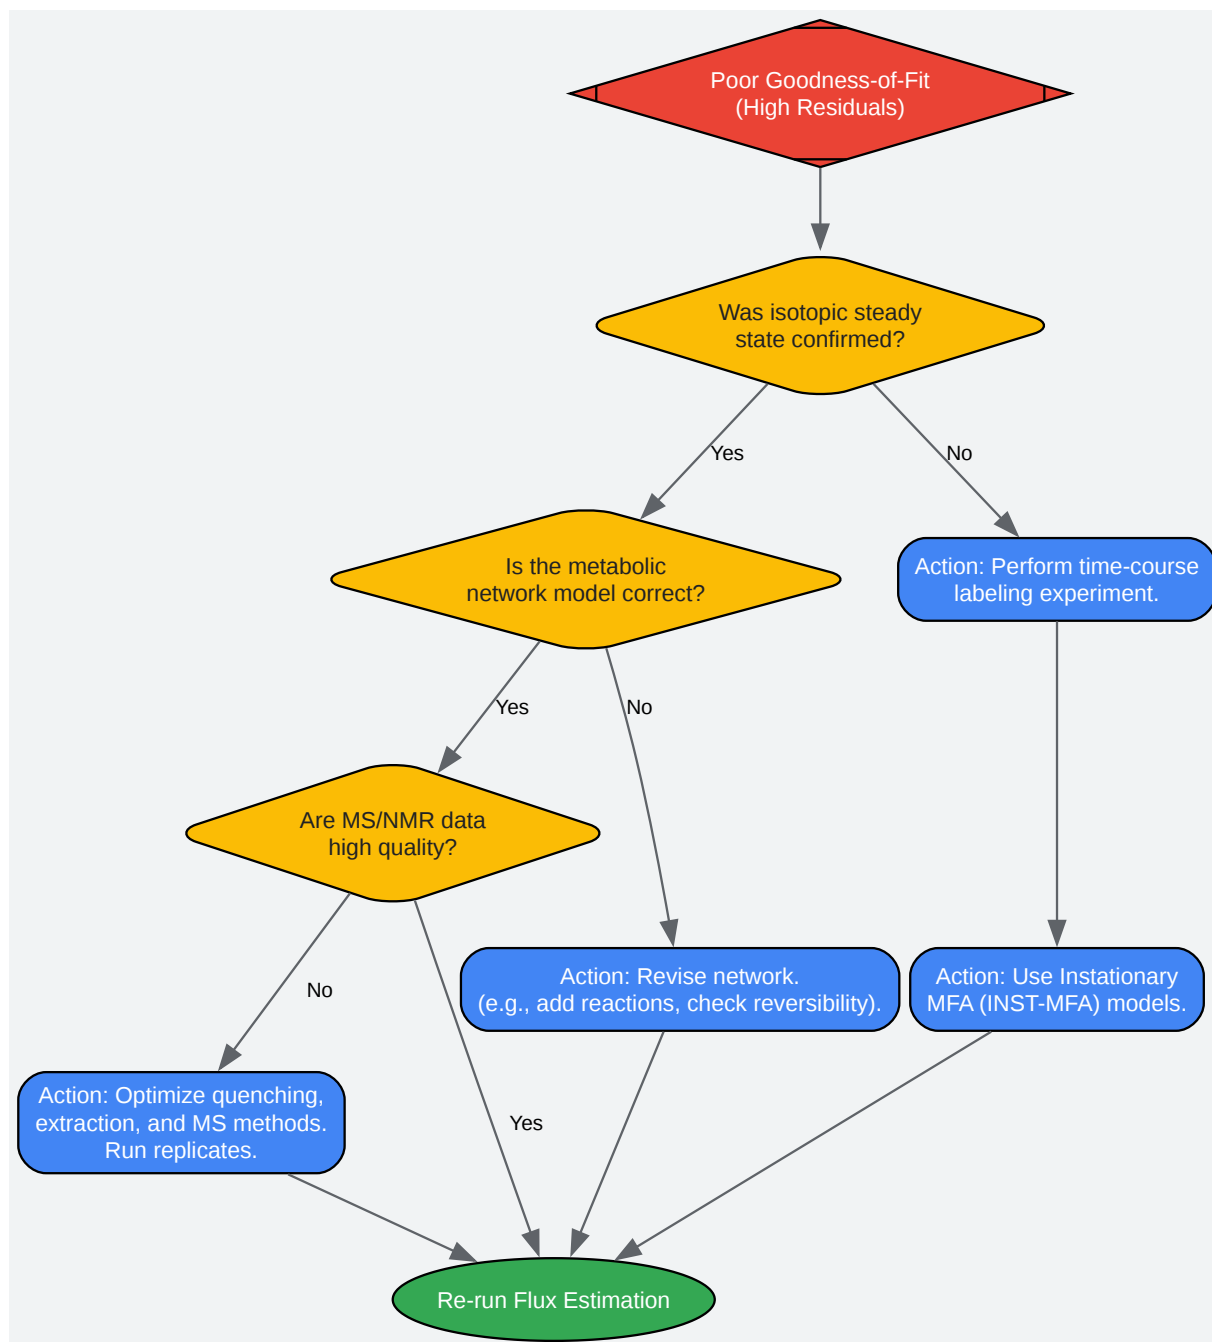 Poor Goodness-of-Fit
(High Residuals)
Was isotopic steady
state confirmed?
Yes
No
Is the metabolic
network model correct?
Action: Perform time-course
labeling experiment.
Yes
No
Are MS/NMR data
high quality?
Action: Revise network.
(e.g., add reactions, check reversibility).
Action: Use Instationary
MFA (INST-MFA) models.
No
Action: Optimize quenching,
extraction, and MS methods.
Run replicates.
Yes
Re-run Flux Estimation